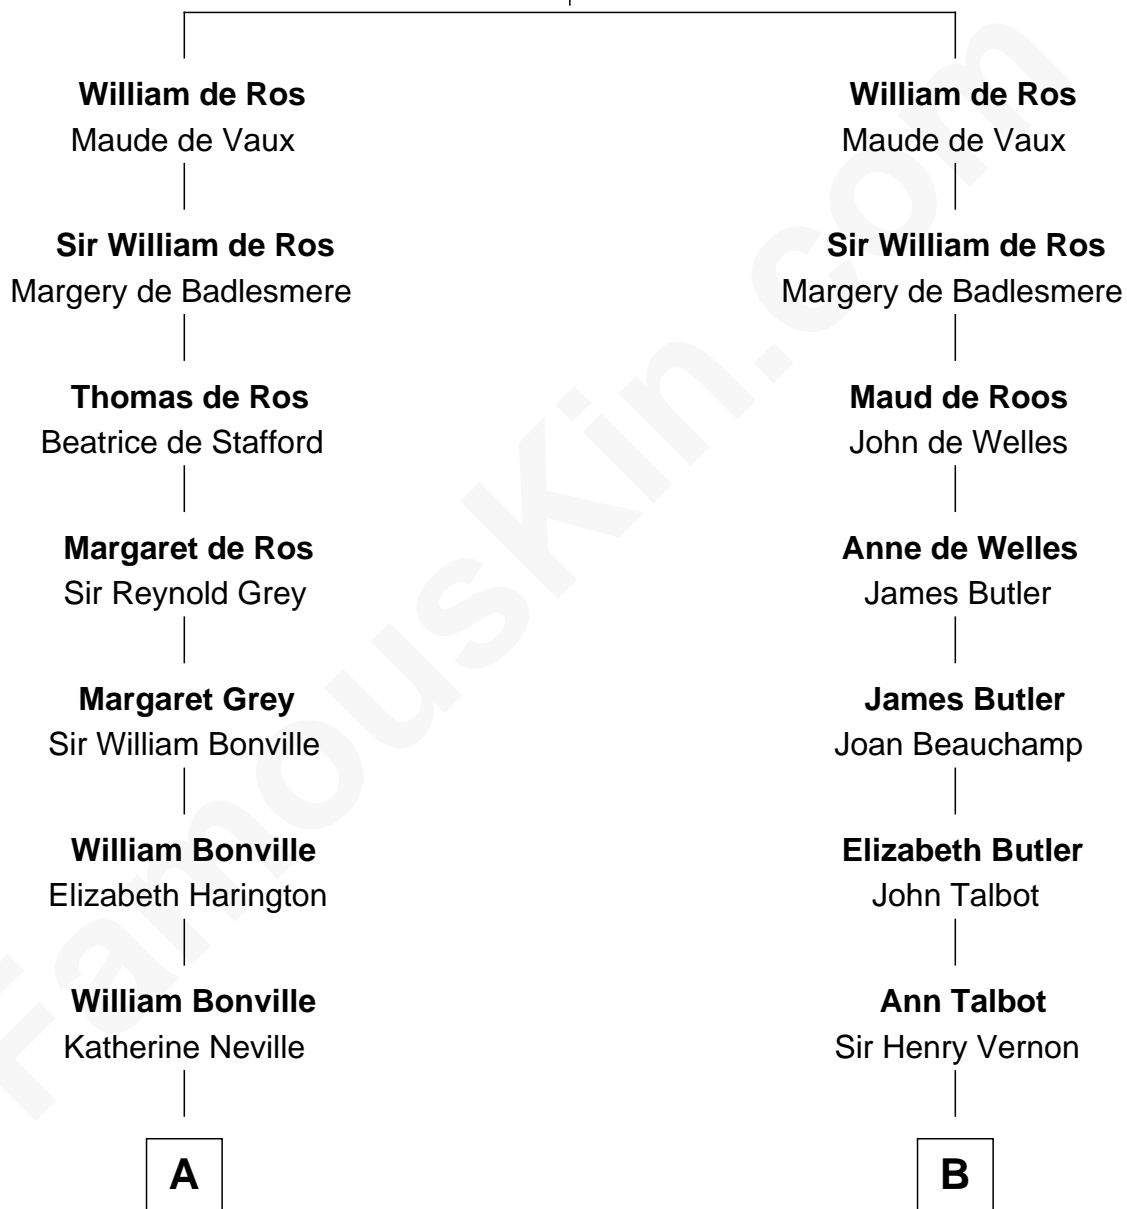 William de Ros
Maude de Vaux
William de Ros
Maude de Vaux
Sir William de Ros
Margery de Badlesmere
Sir William de Ros
Margery de Badlesmere
Thomas de Ros
Beatrice de Stafford
Maud de Roos
John de Welles
Margaret de Ros
Sir Reynold Grey
Anne de Welles
James Butler
Margaret Grey
Sir William Bonville
James Butler
Joan Beauchamp
William Bonville
Elizabeth Harington
Elizabeth Butler
John Talbot
William Bonville
Katherine Neville
Ann Talbot
Sir Henry Vernon
A
B
FamousKin.com